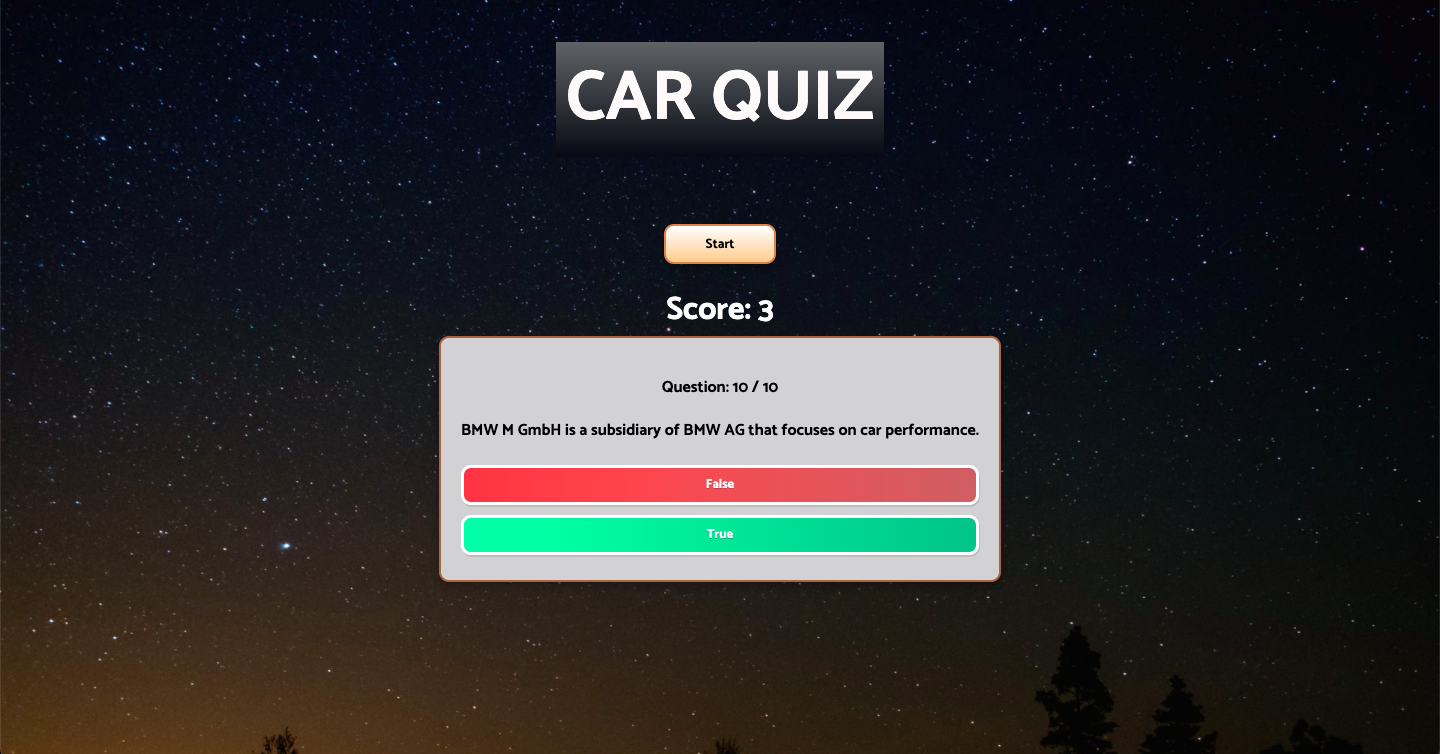 CAR QUIZ
Start
Score: 3
Question: 10 / 10
BMW M GmbH is a subsidiary of BMW AG that focuses on car performance.
False
True